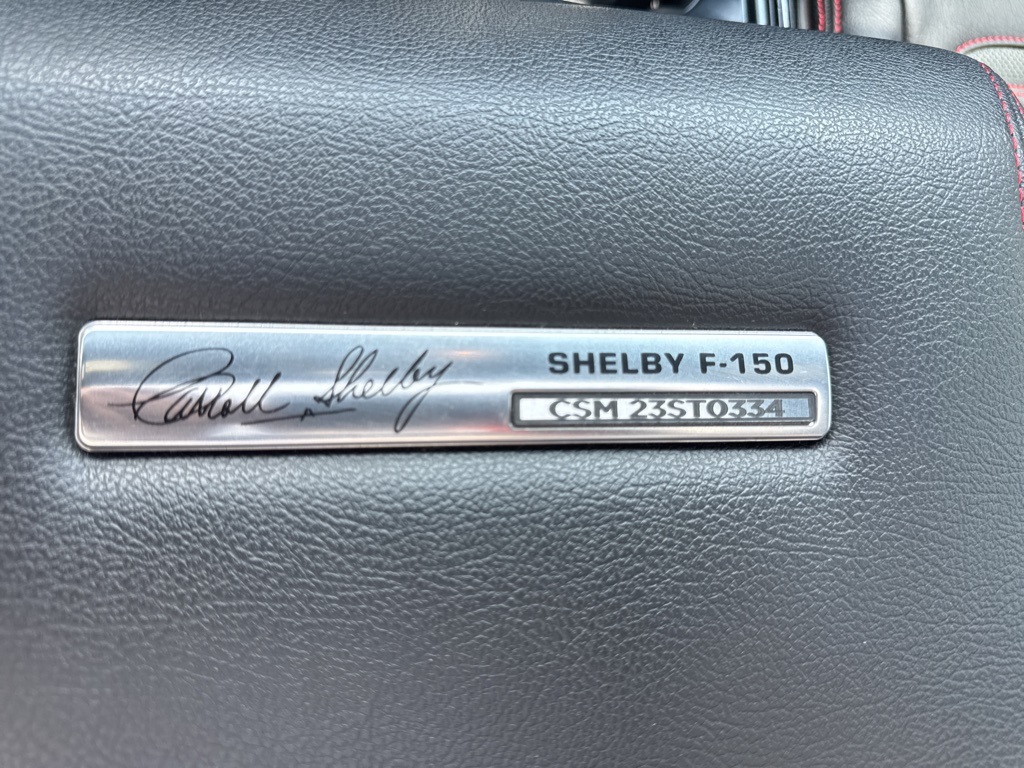 Carroll Shelby
SHELBY F-150
CSM 23ST0334